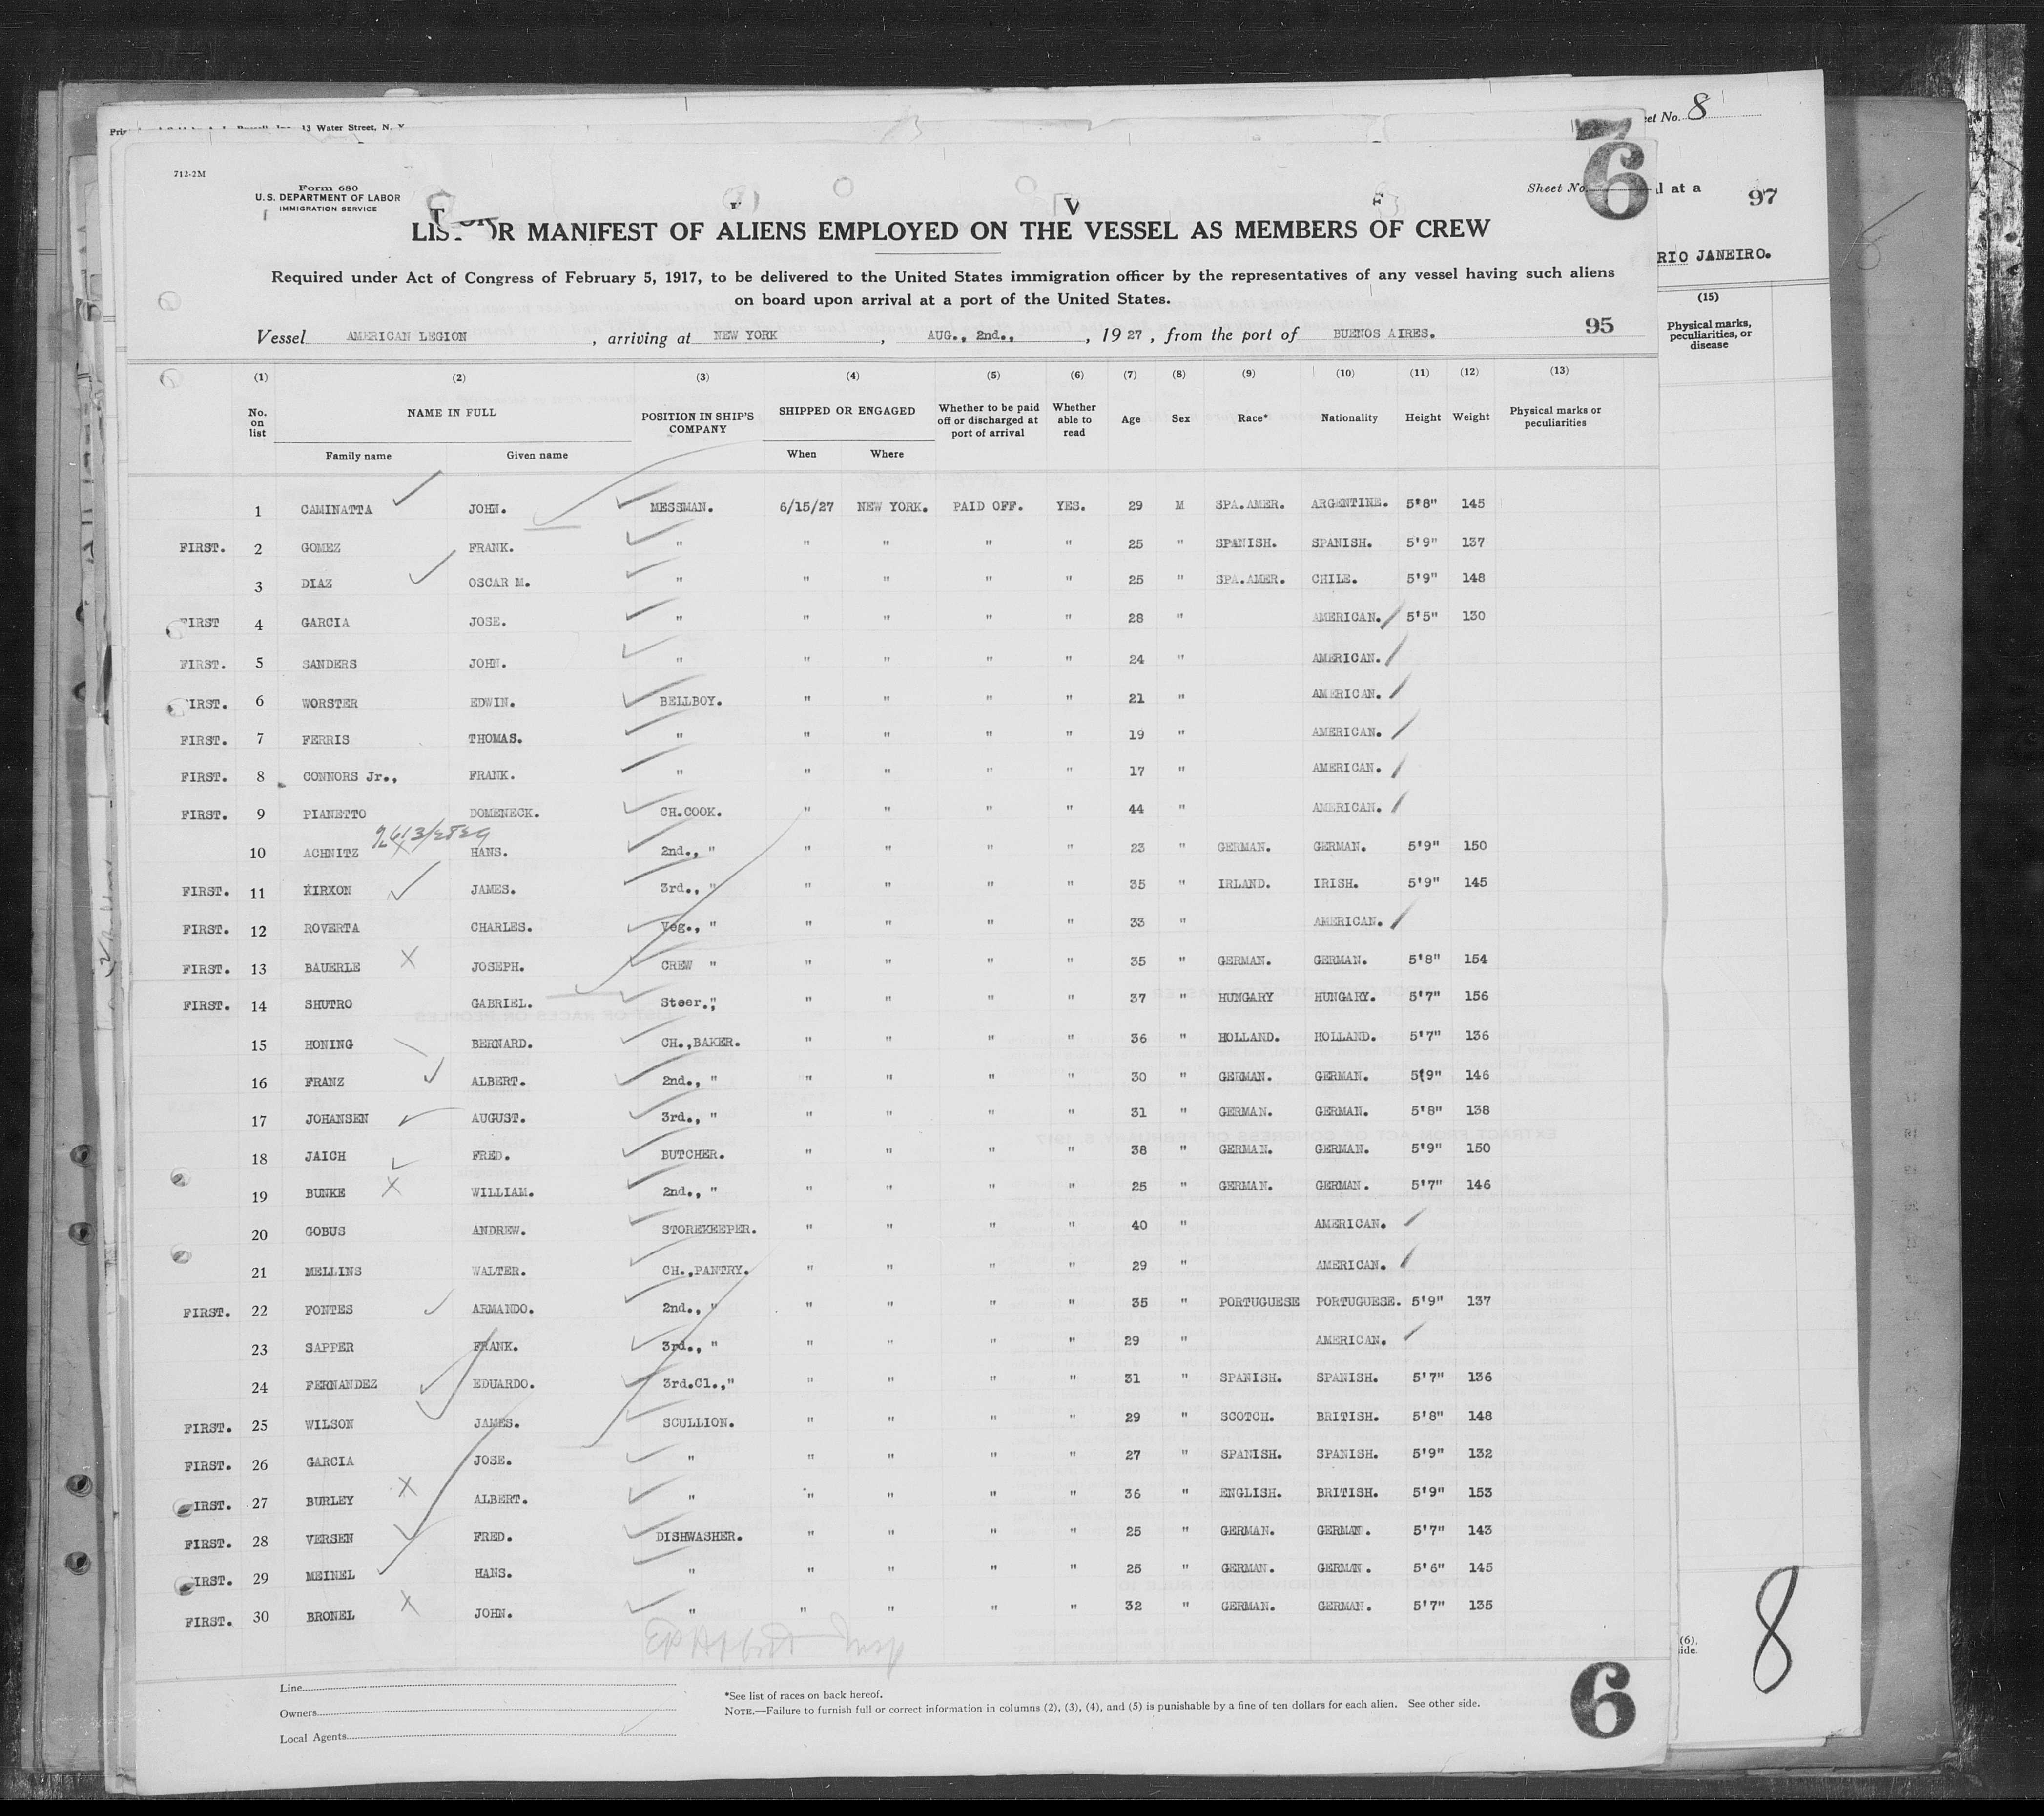 13 Water Street, N. Y.
et No. 8
712-2M
Form 680
U.S. DEPARTMENT OF LABOR
IMMIGRATION SERVICE
Sheet No. 6
l at a
97
LIST OR MANIFEST OF ALIENS EMPLOYED ON THE VESSEL AS MEMBERS OF CREW
Required under Act of Congress of February 5, 1917, to be delivered to the United States immigration officer by the representatives of any vessel having such aliens
on board upon arrival at a port of the United States.
RIO JANEIRO.
Vessel AMERICAN LEGION, arriving at NEW YORK, AUG., 2nd., 1927, from the port of BUENOS AIRES. 95
(15)
Physical marks, peculiarities, or disease
(1) (2) (3) (4) (5) (6) (7) (8) (9) (10) (11) (12) (13)
No. on list NAME IN FULL POSITION IN SHIP'S COMPANY SHIPPED OR ENGAGED Whether to be paid off or discharged at port of arrival Whether able to read Age Sex Race* Nationality Height Weight Physical marks or peculiarities
Family name Given name When Where
1 CAMINATTA JOHN. MESSMAN. 6/15/27 NEW YORK. PAID OFF. YES. 29 M SPA.AMER. ARGENTINE. 5'8" 145
FIRST. 2 GOMEZ FRANK. " " " " " 25 " SPANISH. SPANISH. 5'9" 137
3 DIAZ OSCAR M. " " " " " 25 " SPA.AMER. CHILE. 5'9" 148
FIRST 4 GARCIA JOSE. " " " " " 28 " AMERICAN. 5'5" 130
FIRST. 5 SANDERS JOHN. " " " " " 24 " AMERICAN.
IRST. 6 WORSTER EDWIN. BELLBOY. " " " " 21 " AMERICAN.
FIRST. 7 FERRIS THOMAS. " " " " " 19 " AMERICAN.
FIRST. 8 CONNORS Jr., FRANK. " " " " " 17 " AMERICAN.
FIRST. 9 PIANETTO DOMENECK. CH.COOK. " " " " 44 " AMERICAN.
10 ACHNITZ HANS. 2nd., " " " " " 23 " GERMAN. GERMAN. 5'9" 150
FIRST. 11 KIRXON JAMES. 3rd., " " " " " 35 " IRLAND. IRISH. 5'9" 145
FIRST. 12 ROVERTA CHARLES. Veg., " " " " " 33 " AMERICAN.
FIRST. 13 BAUERLE JOSEPH. CREW " " " " " 35 " GERMAN. GERMAN. 5'8" 154
FIRST. 14 SHUTRO GABRIEL. Steer.," " " " " 37 " HUNGARY HUNGARY. 5'7" 156
15 HONING BERNARD. CH.,BAKER. " " " " 36 " HOLLAND. HOLLAND. 5'7" 136
16 FRANZ ALBERT. 2nd., " " " " " 30 " GERMAN. GERMAN. 5'9" 146
17 JOHANSEN AUGUST. 3rd., " " " " " 31 " GERMAN. GERMAN. 5'8" 138
18 JAICH FRED. BUTCHER. " " " " 38 " GERMAN. GERMAN. 5'9" 150
19 BUNKE WILLIAM. 2nd., " " " " " 25 " GERMAN. GERMAN. 5'7" 146
20 GOBUS ANDREW. STOREKEEPER. " " " " 40 " AMERICAN.
21 MELLINS WALTER. CH.,PANTRY. " " " " 29 " AMERICAN.
FIRST. 22 FONTES ARMANDO. 2nd., " " " " " 35 " PORTUGUESE PORTUGUESE. 5'9" 137
23 SAPPER FRANK. 3rd., " " " " " 29 " AMERICAN.
24 FERNANDEZ EDUARDO. 3rd.Cl.," " " " " 31 " SPANISH. SPANISH. 5'7" 136
FIRST. 25 WILSON JAMES. SCULLION. " " " " 29 " SCOTCH. BRITISH. 5'8" 148
FIRST. 26 GARCIA JOSE. " " " " " 27 " SPANISH. SPANISH. 5'9" 132
IRST. 27 BURLEY ALBERT. " " " " " 36 " ENGLISH. BRITISH. 5'9" 153
FIRST. 28 VERSEN FRED. DISHWASHER. " " " " 25 " GERMAN. GERMAN. 5'7" 143
IRST. 29 MEINEL HANS. " " " " " 25 " GERMAN. GERMAN. 5'6" 145
FIRST. 30 BRONEL JOHN. " " " " " 32 " GERMAN. GERMAN. 5'7" 135
(6).
ide.
8
Line
Owners
Local Agents
*See list of races on back hereof.
NOTE.—Failure to furnish full or correct information in columns (2), (3), (4), and (5) is punishable by a fine of ten dollars for each alien. See other side.
6